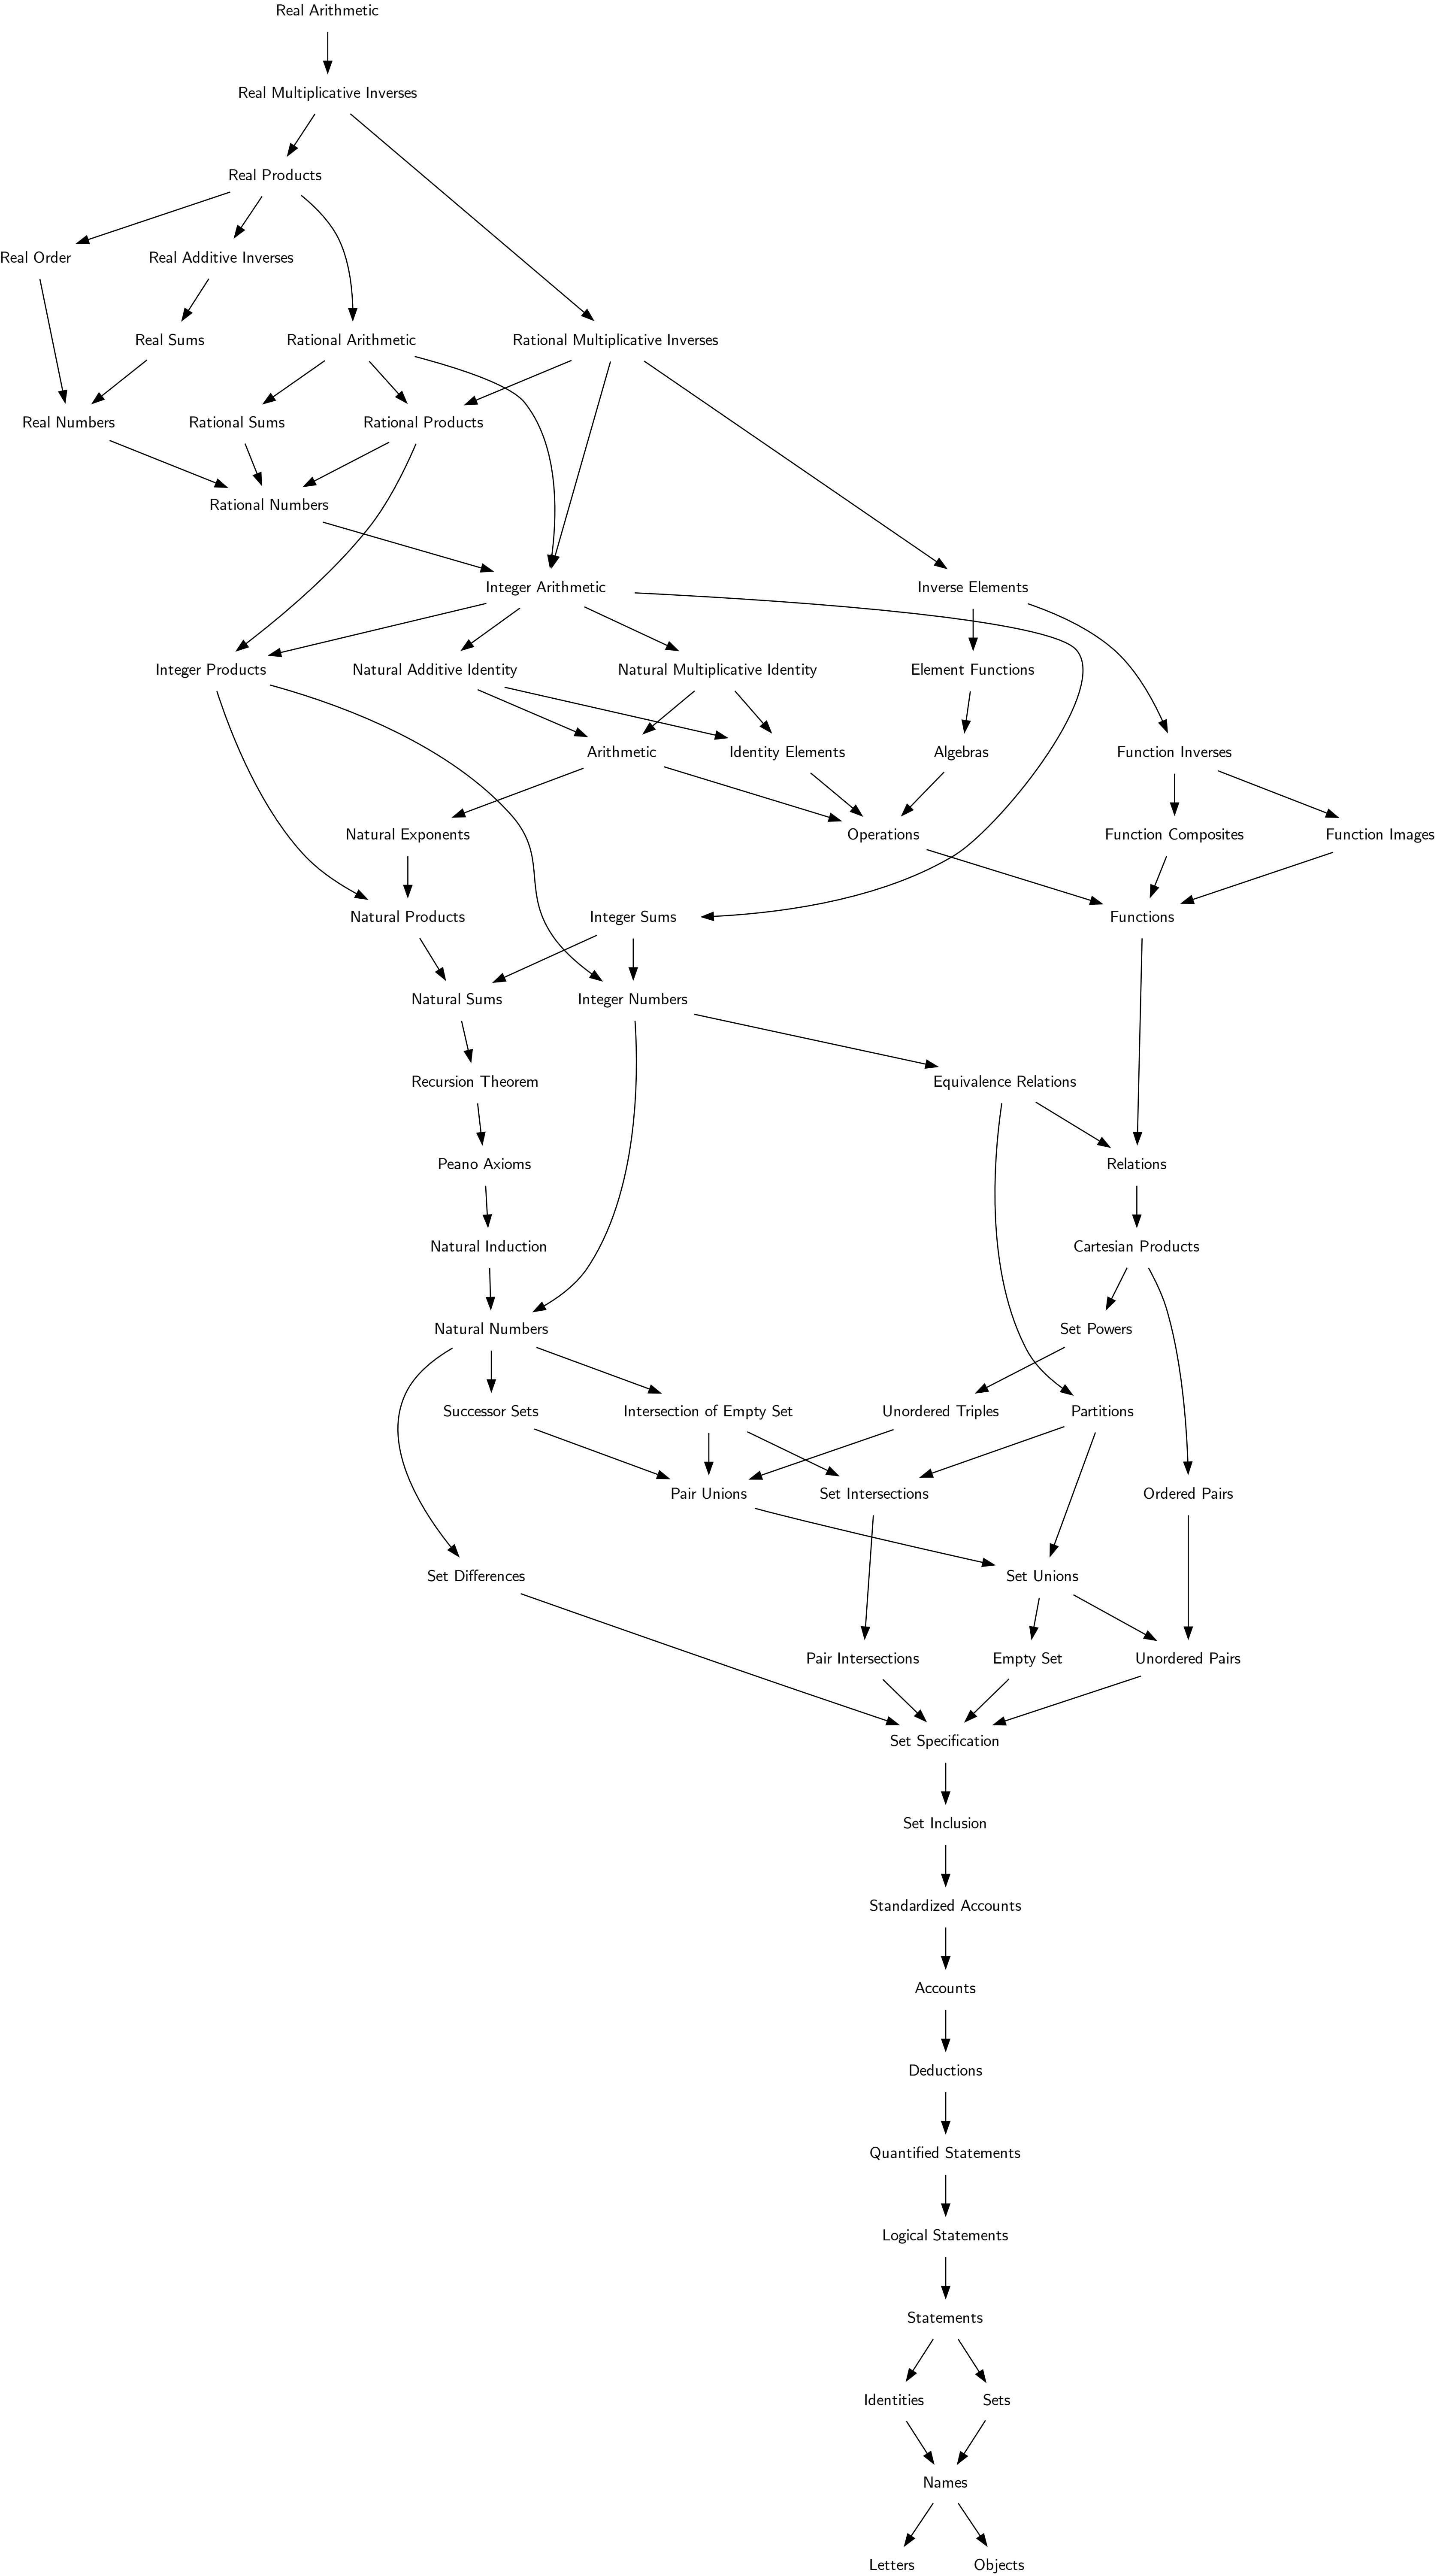 Real Arithmetic
Real Multiplicative Inverses
Real Products
Real Order
Real Additive Inverses
Real Sums
Rational Arithmetic
Rational Multiplicative Inverses
Real Numbers
Rational Sums
Rational Products
Rational Numbers
Integer Arithmetic
Inverse Elements
Integer Products
Natural Additive Identity
Natural Multiplicative Identity
Element Functions
Arithmetic
Identity Elements
Algebras
Function Inverses
Natural Exponents
Operations
Function Composites
Function Images
Natural Products
Integer Sums
Functions
Natural Sums
Integer Numbers
Recursion Theorem
Equivalence Relations
Peano Axioms
Relations
Natural Induction
Cartesian Products
Natural Numbers
Set Powers
Successor Sets
Intersection of Empty Set
Unordered Triples
Partitions
Pair Unions
Set Intersections
Ordered Pairs
Set Differences
Set Unions
Pair Intersections
Empty Set
Unordered Pairs
Set Specification
Set Inclusion
Standardized Accounts
Accounts
Deductions
Quantified Statements
Logical Statements
Statements
Identities
Sets
Names
Letters
Objects